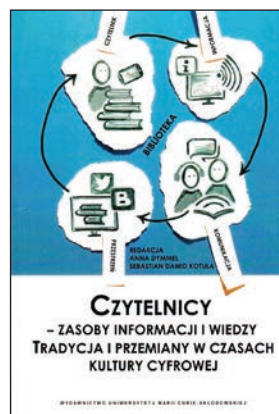 CZYTELNIK
INFORMACJA
BIBLIOTEKA
PRZESTRZEŃ
KOMUNIKACJA
REDAKCJA
ANNA DYMMEL
SEBASTIAN DAWID KOTUŁA
CZYTELNICY
– ZASOBY INFORMACJI I WIEDZY
TRADYCJA I PRZEMIANY W CZASACH
KULTURY CYFROWEJ
WYDAWNICTWO UNIWERSYTETU MARII CURIE-SKŁODOWSKIEJ